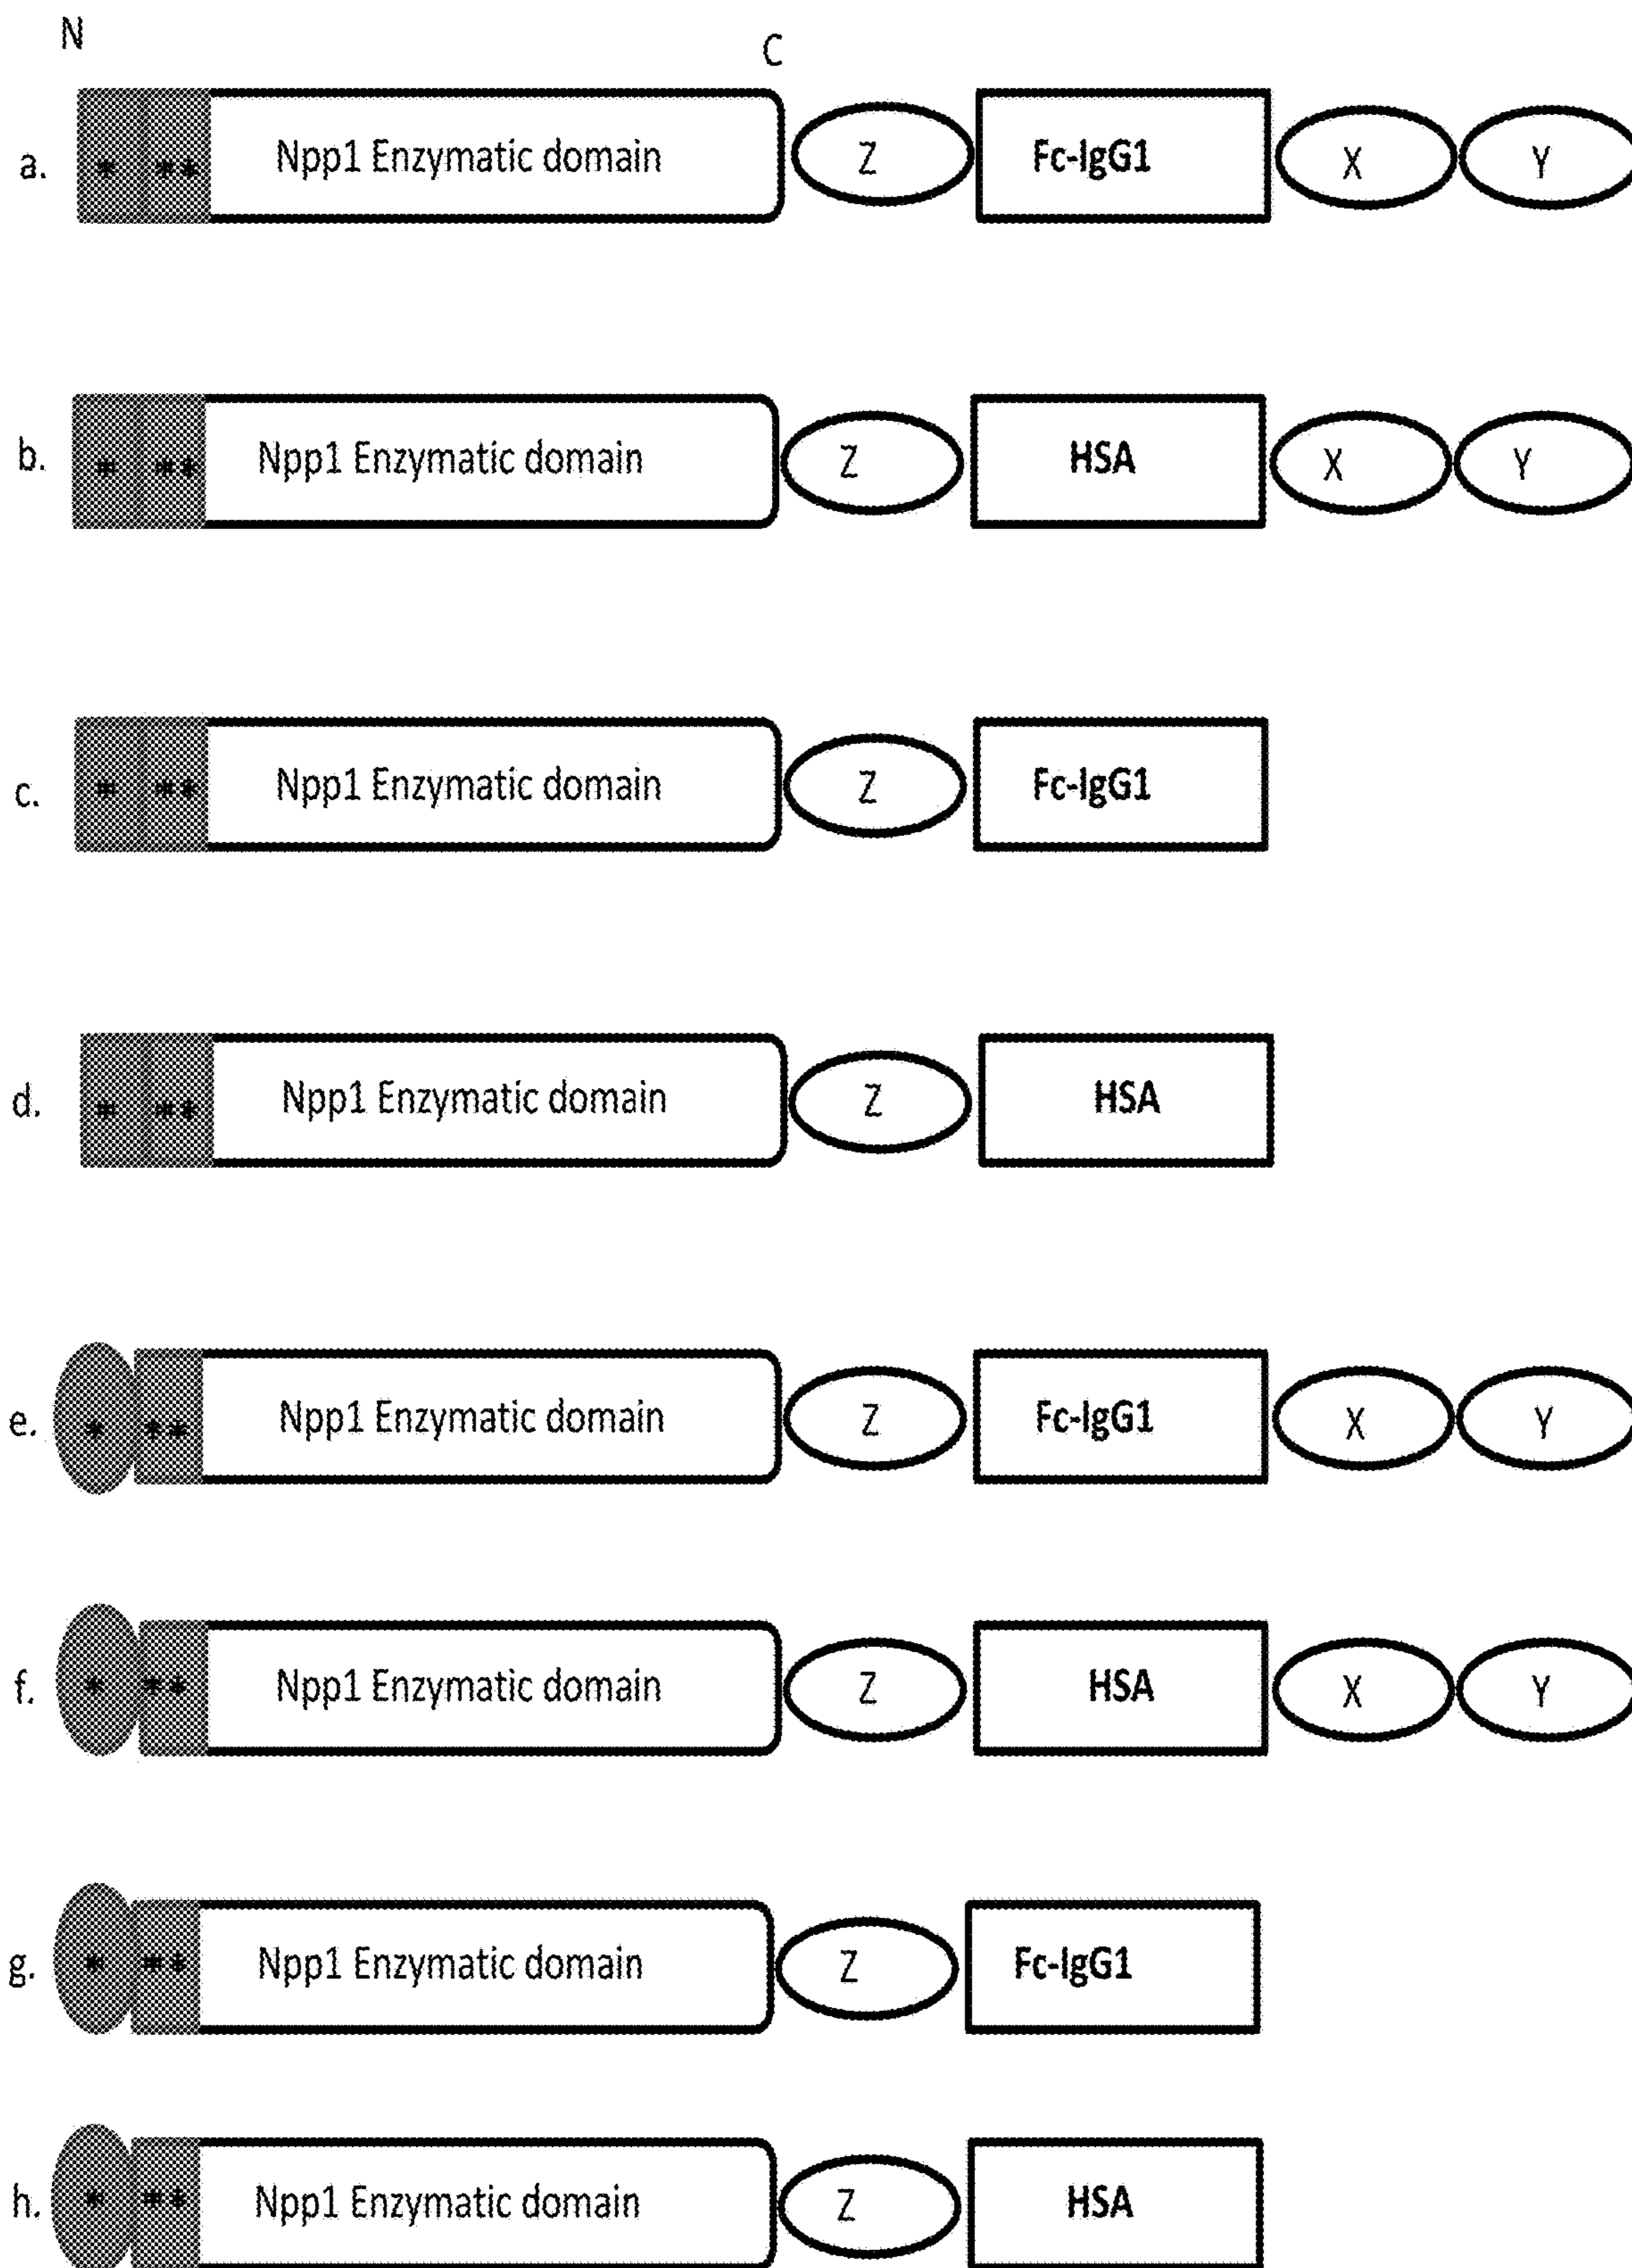 N C
a. * ** Npp1 Enzymatic domain Z Fc-IgG1 X Y
b. * ** Npp1 Enzymatic domain Z HSA X Y
c. * ** Npp1 Enzymatic domain Z Fc-IgG1
d. * ** Npp1 Enzymatic domain Z HSA
e. * ** Npp1 Enzymatic domain Z Fc-IgG1 X Y
f. * ** Npp1 Enzymatic domain Z HSA X Y
g. * ** Npp1 Enzymatic domain Z Fc-IgG1
h. * ** Npp1 Enzymatic domain Z HSA